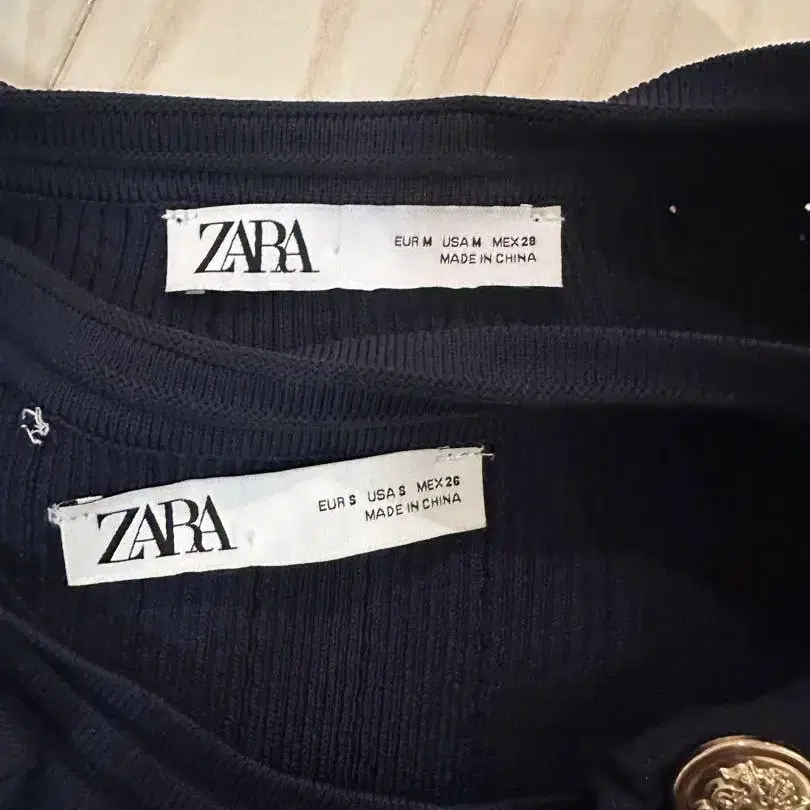 ZARA
EUR M USA M MEX 28
MADE IN CHINA
ZARA
EUR S USA S MEX 26
MADE IN CHINA